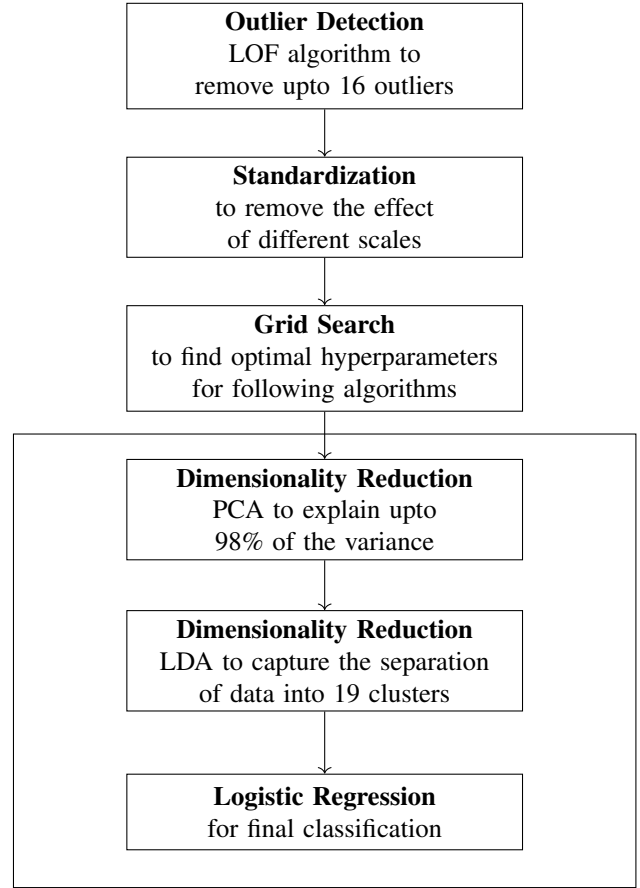 Outlier Detection
LOF algorithm to
remove upto 16 outliers
Standardization
to remove the effect
of different scales
Grid Search
to find optimal hyperparameters
for following algorithms
Dimensionality Reduction
PCA to explain upto
98% of the variance
Dimensionality Reduction
LDA to capture the separation
of data into 19 clusters
Logistic Regression
for final classification